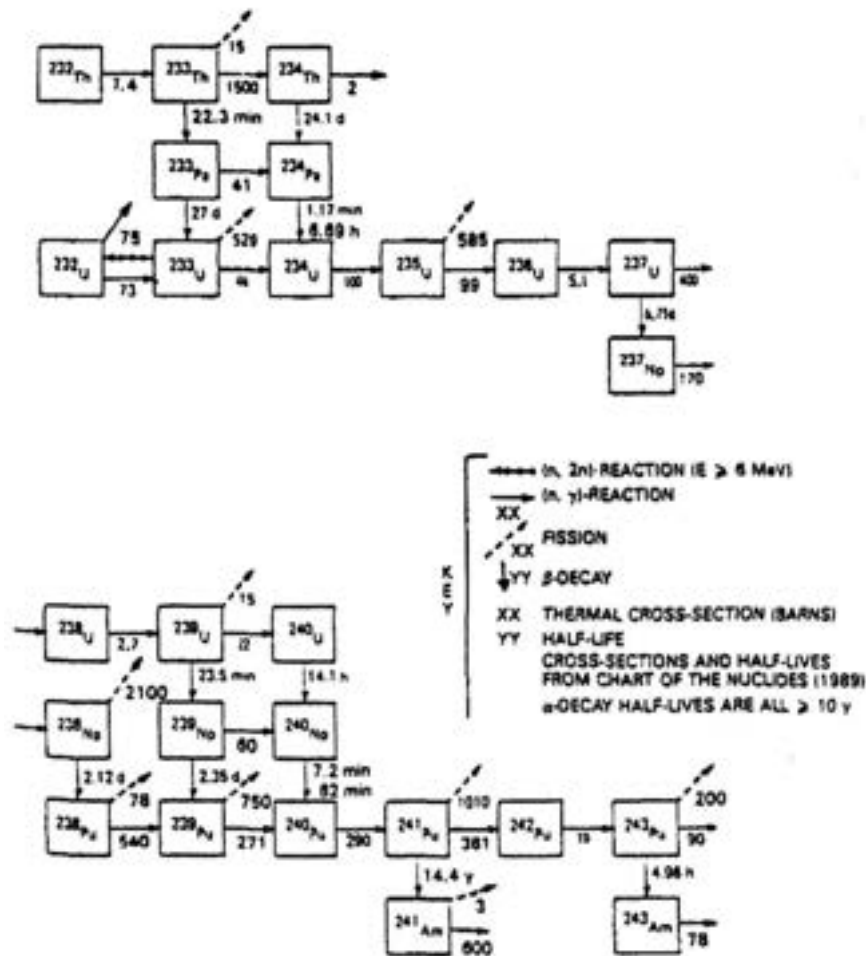 15
232Th 233Th 234Th
7.4 1500 2
22.3 min 24.1 d
233Pa 234Pa
41
27 d 1.17 min
75 529 6.69 h 585
232U 233U 234U 235U 236U 237U
73 100 99 5.1 400
6.75d
237Np
170
(n, 2n)-REACTION (E ≥ 6 MeV)
(n, γ)-REACTION
XX
XX FISSION
KEY
YY β-DECAY
XX THERMAL CROSS-SECTION (BARNS)
YY HALF-LIFE
CROSS-SECTIONS AND HALF-LIVES
FROM CHART OF THE NUCLIDES (1989)
α-DECAY HALF-LIVES ARE ALL ≥ 10 y
15
238U 239U 240U
2.7 22
23.5 min 14.1 h
2100
238Np 239Np 240Np
60
2.12 d 2.35 d 7.2 min
78 750 62 min 1010 200
238Pu 239Pu 240Pu 241Pu 242Pu 243Pu
540 271 290 361 19 90
14.4 y 4.98 h
3
241Am 243Am
600 78